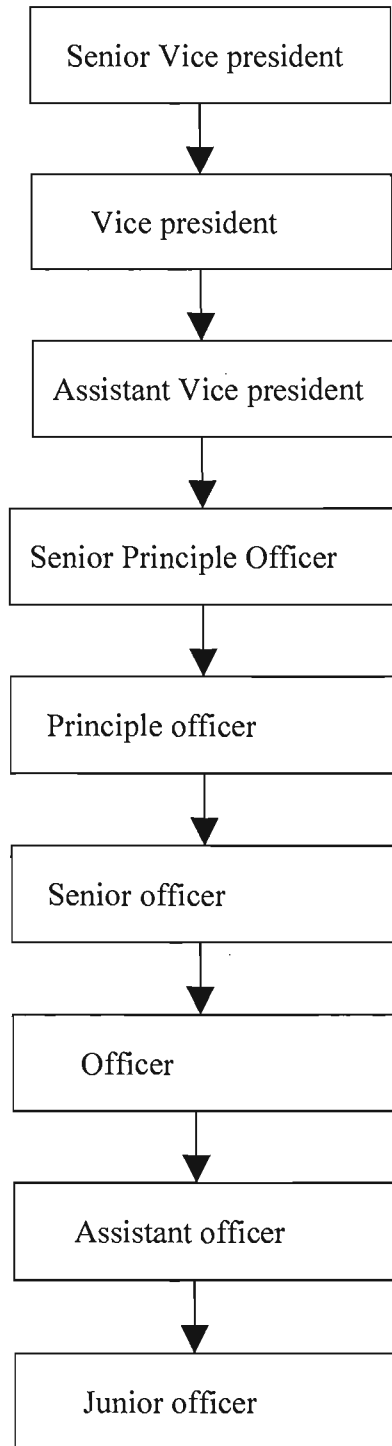 Senior Vice president
Vice president
Assistant Vice president
Senior Principle Officer
Principle officer
Senior officer
Officer
Assistant officer
Junior officer